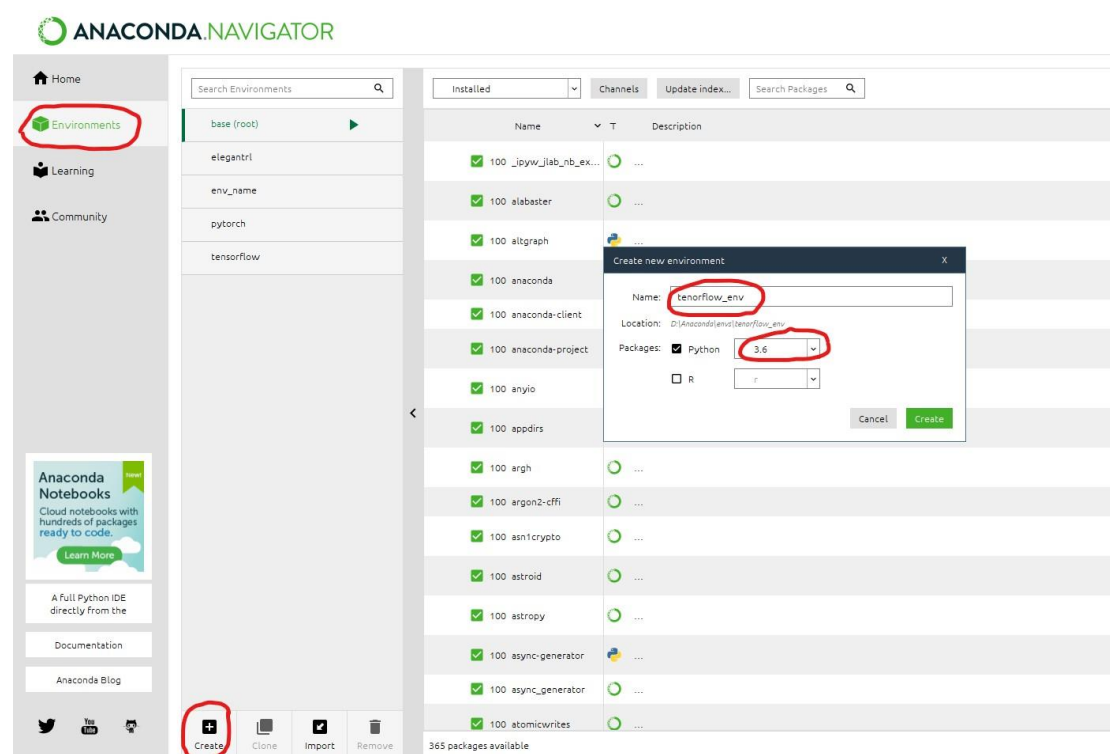 ANACONDA.NAVIGATOR
Home
Environments
Learning
Community
Anaconda
Notebooks
New!
Cloud notebooks with
hundreds of packages
ready to code.
Learn More
A full Python IDE
directly from the
Documentation
Anaconda Blog
You
Tube
Search Environments
base (root)
elegantrl
env_name
pytorch
tensorflow
Create
Clone
Import
Remove
Installed
Channels
Update index...
Search Packages
Name
T
Description
100 _ipyw_jlab_nb_ex... ...
100 alabaster ...
100 altgraph ...
100 anaconda
100 anaconda-client
100 anaconda-project
100 anyio
100 appdirs
100 argh ...
100 argon2-cffi ...
100 asn1crypto ...
100 astroid ...
100 astropy ...
100 async-generator ...
100 async_generator ...
100 atomicwrites ...
365 packages available
Create new environment X
Name: tenorflow_env
Location: D:\Anaconda\envs\tenorflow_env
Packages: Python 3.6
R r
Cancel Create